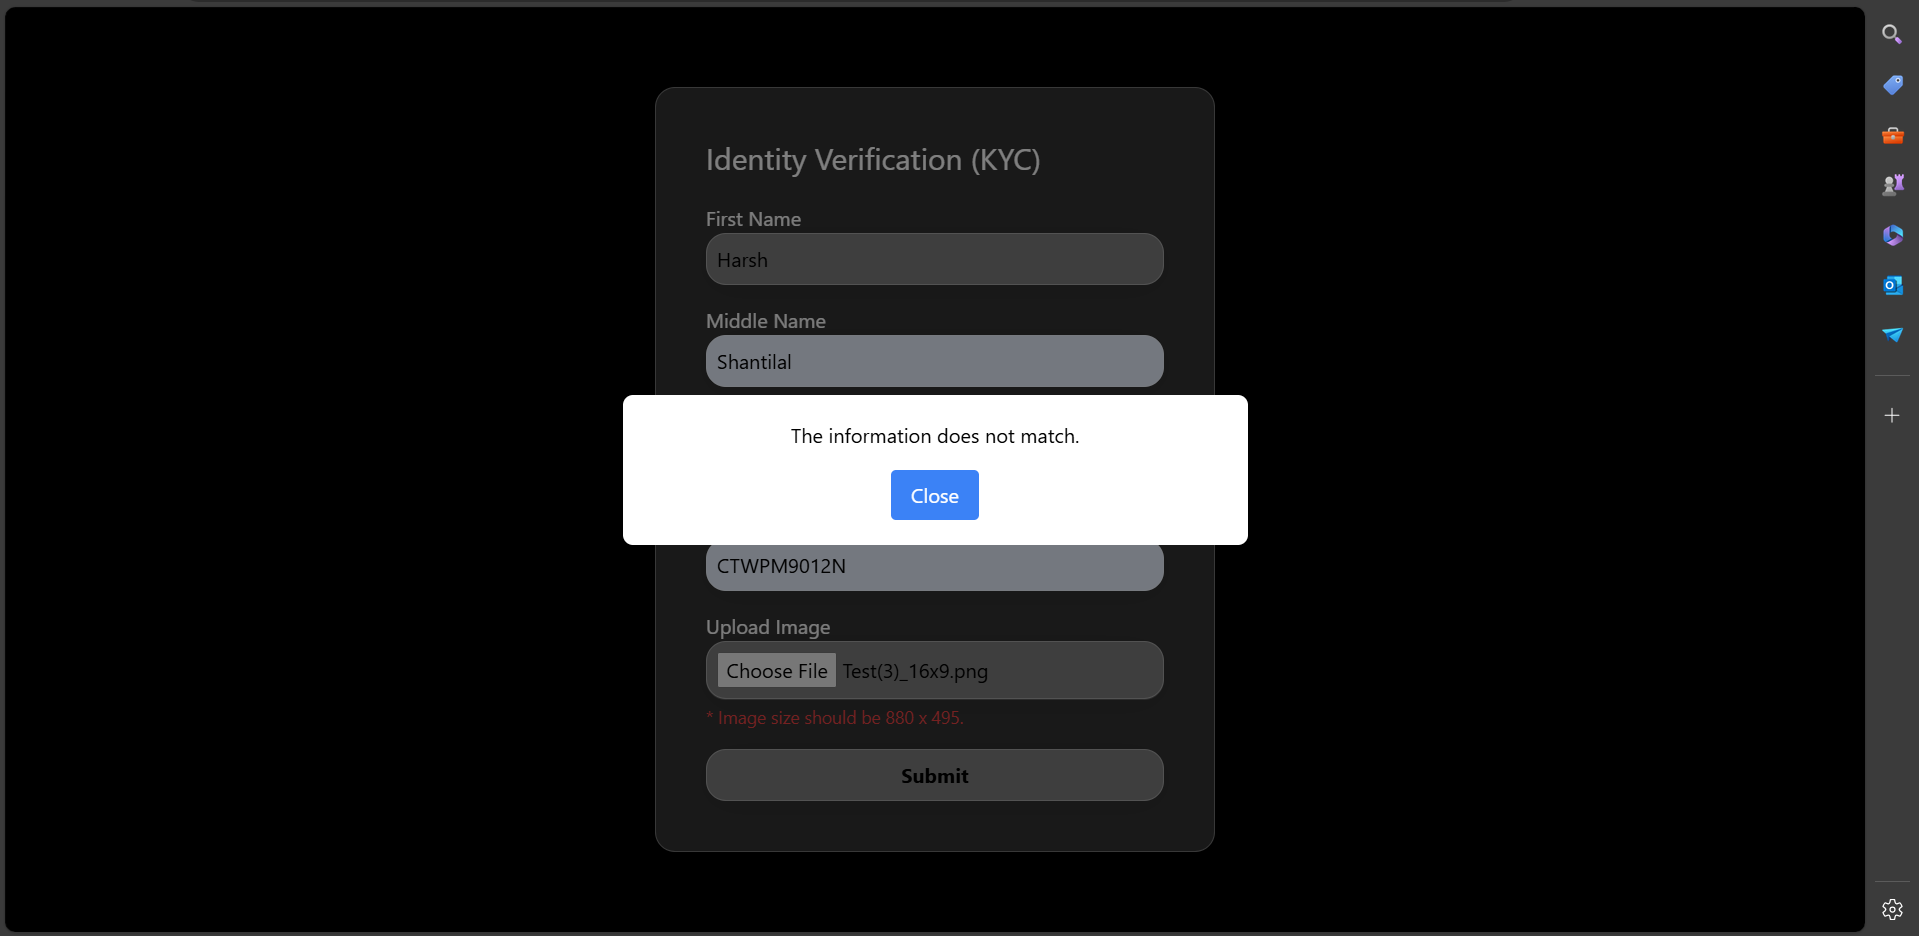 Identity Verification (KYC)
First Name
Harsh
Middle Name
Shantilal
The information does not match.
Close
CTWPM9012N
Upload Image
Choose File Test(3)_16x9.png
* Image size should be 880 x 495.
Submit